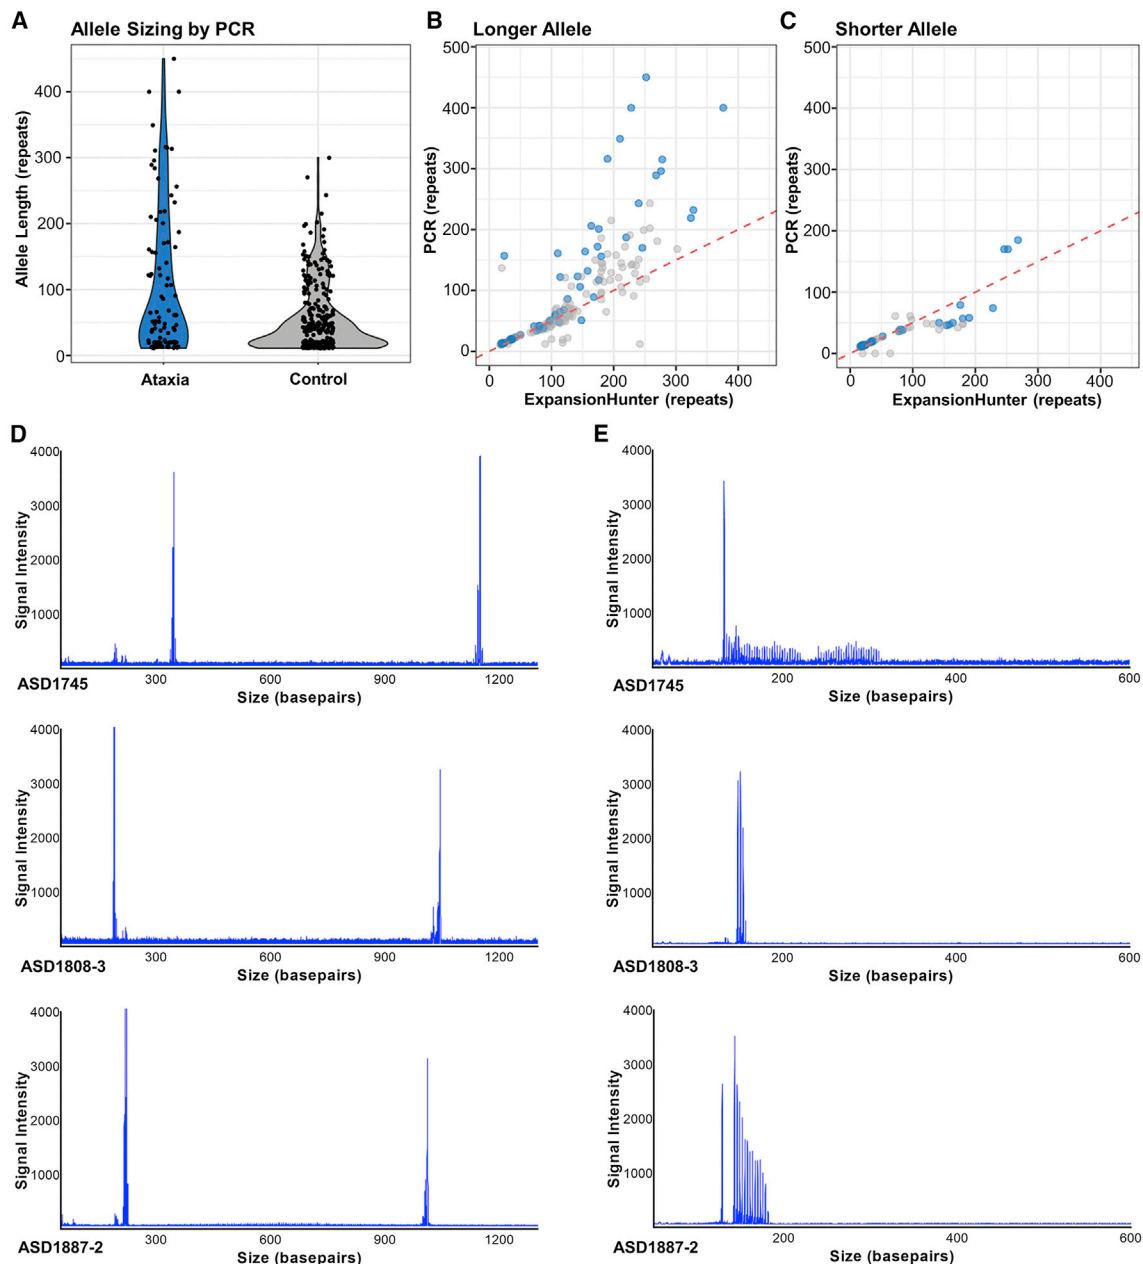 A
Allele Sizing by PCR
Allele Length (repeats)
400
300
200
100
0
Ataxia
Control
B
Longer Allele
PCR (repeats)
500
400
300
200
100
0
0
100
200
300
400
ExpansionHunter (repeats)
C
Shorter Allele
PCR (repeats)
500
400
300
200
100
0
0
100
200
300
400
ExpansionHunter (repeats)
D
Signal Intensity
4000
3000
2000
1000
300
600
900
1200
ASD1745
Size (basepairs)
Signal Intensity
4000
3000
2000
1000
300
600
900
1200
ASD1808-3
Size (basepairs)
Signal Intensity
4000
3000
2000
1000
300
600
900
1200
ASD1887-2
Size (basepairs)
E
Signal Intensity
4000
3000
2000
1000
200
400
600
ASD1745
Size (basepairs)
Signal Intensity
4000
3000
2000
1000
200
400
600
ASD1808-3
Size (basepairs)
Signal Intensity
4000
3000
2000
1000
200
400
600
ASD1887-2
Size (basepairs)